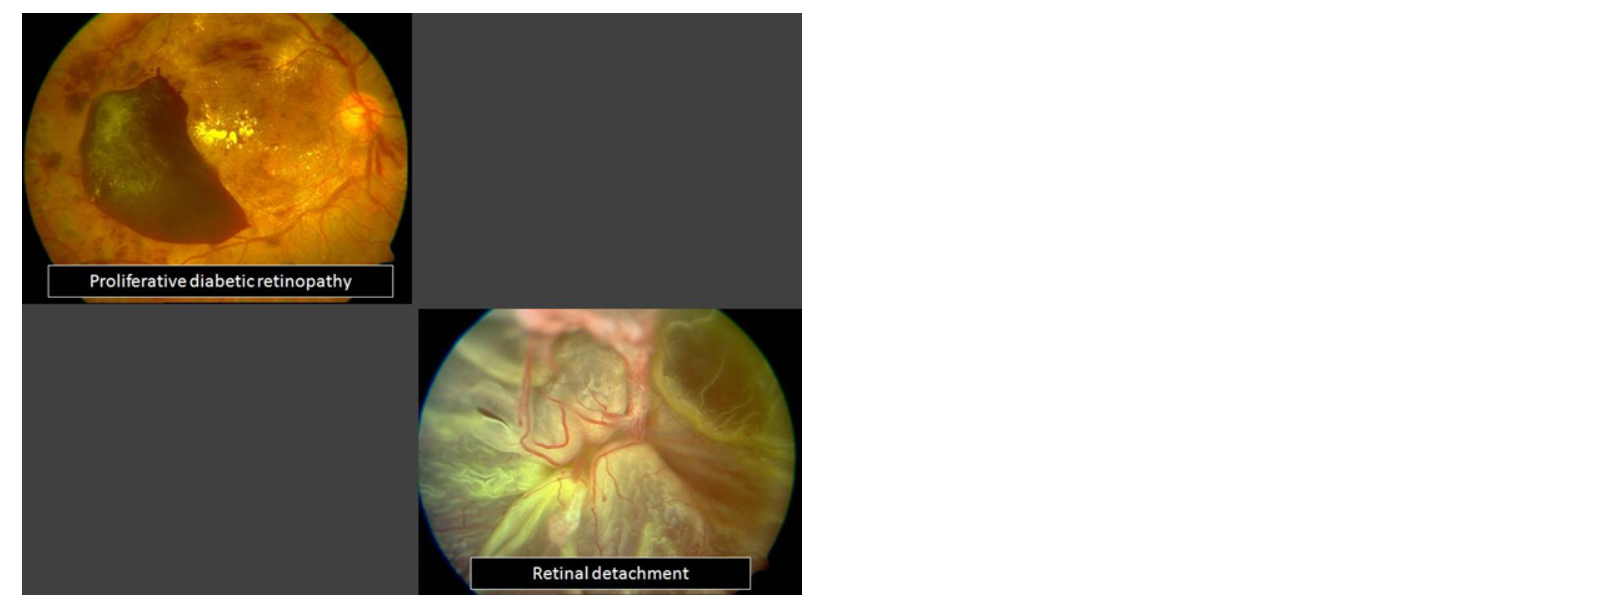 Proliferative diabetic retinopathy
Retinal detachment